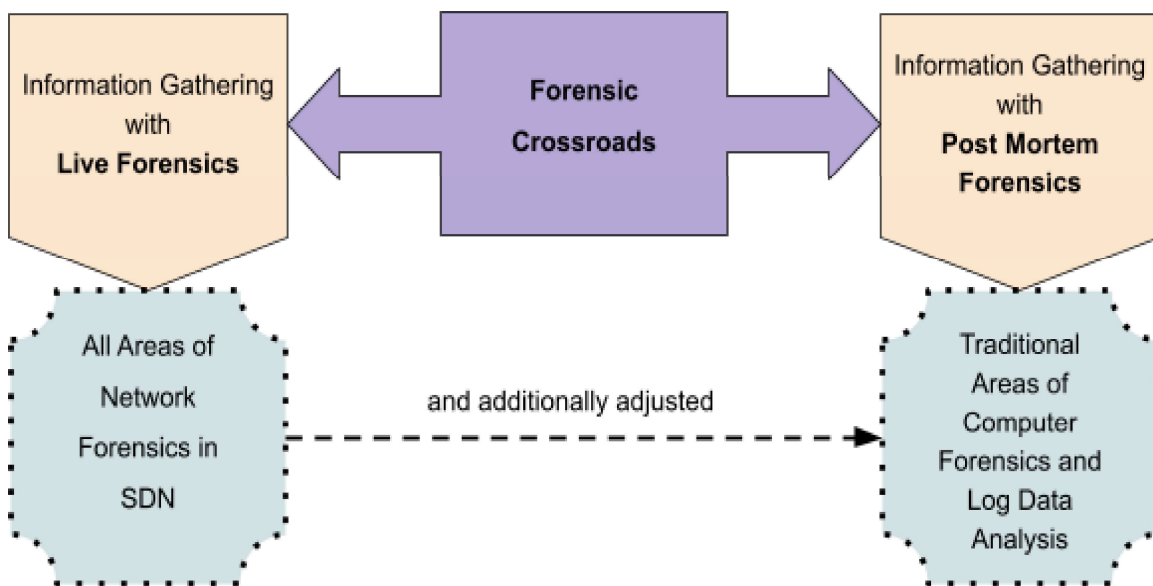 Information Gathering
with
Live Forensics
Forensic
Crossroads
Information Gathering
with
Post Mortem
Forensics
All Areas of
Network
Forensics in
SDN
and additionally adjusted
Traditional
Areas of
Computer
Forensics and
Log Data
Analysis